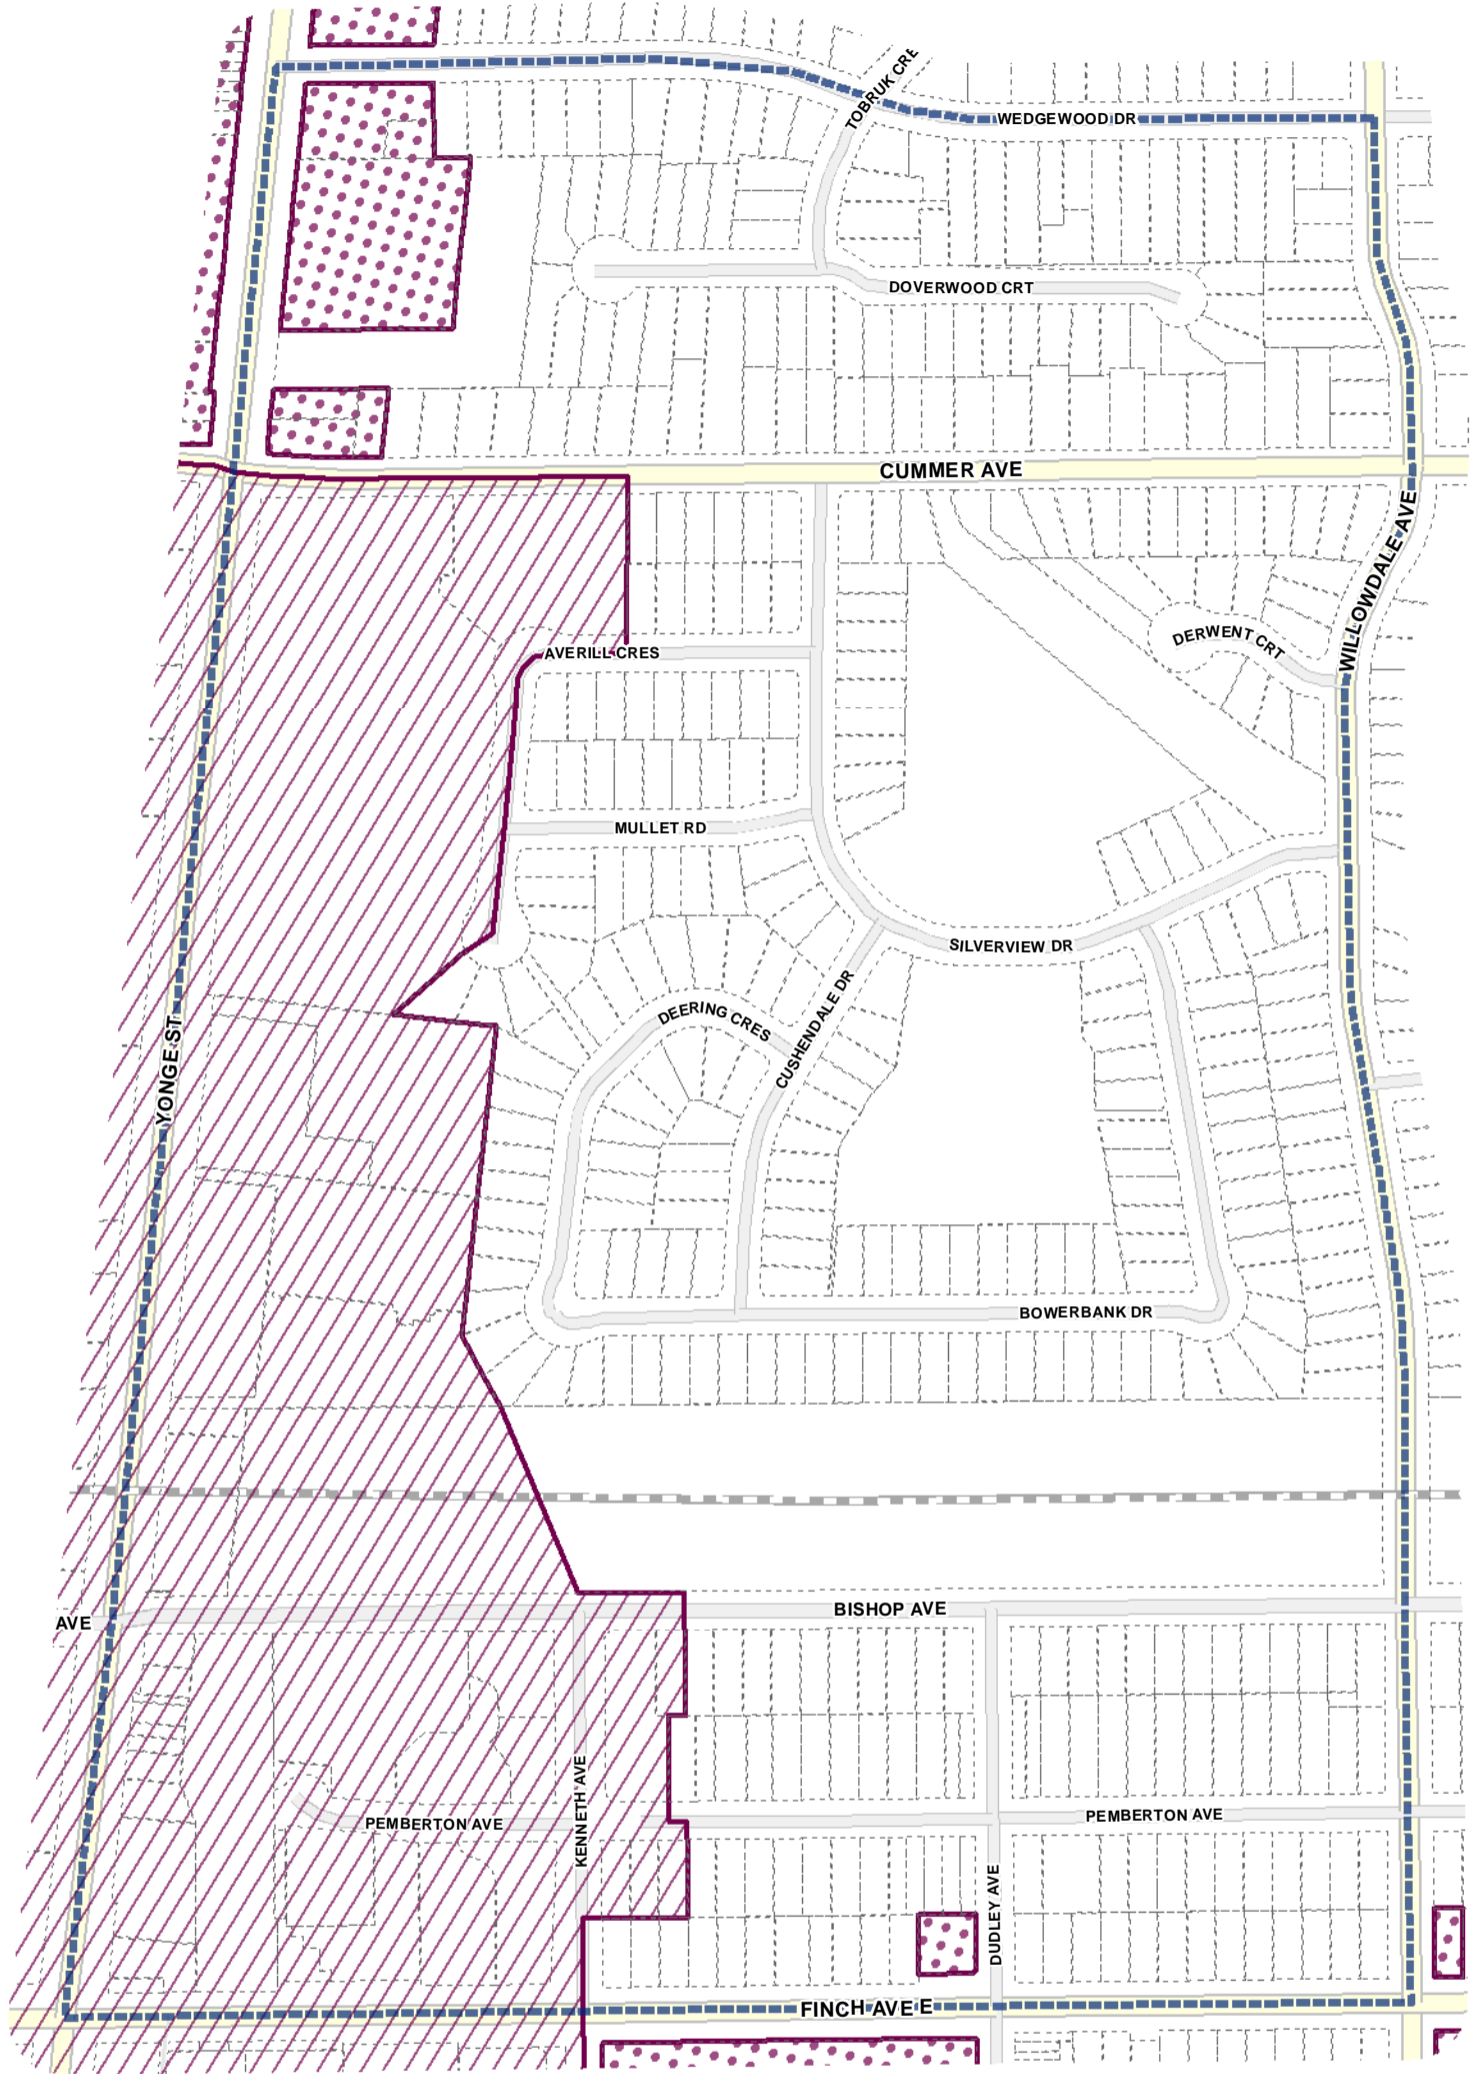 TOBRUK CRE
WEDGEWOOD DR
DOVERWOOD CRT
CUMMER AVE
WILLOWDALE AVE
DERWENT CRT
AVERILL CRES
MULLET RD
SILVERVIEW DR
DEERING CRES
CUSHENDALE DR
YONGE ST
BOWERBANK DR
AVE
BISHOP AVE
KENNETH AVE
PEMBERTON AVE
PEMBERTON AVE
DUDLEY AVE
FINCH AVE E